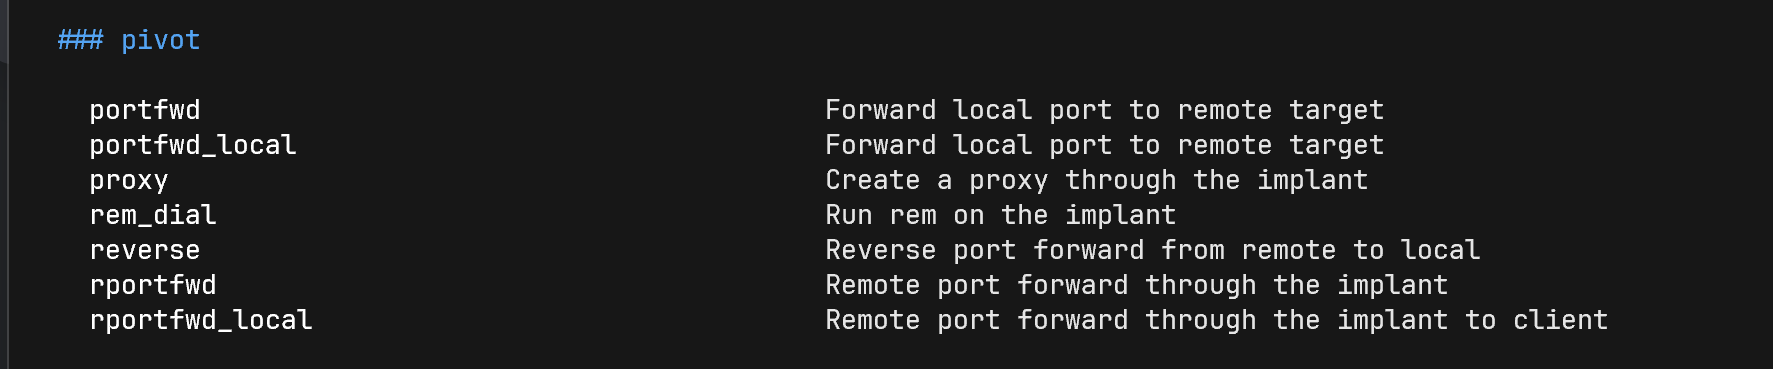 ### pivot
portfwd Forward local port to remote target
portfwd_local Forward local port to remote target
proxy Create a proxy through the implant
rem_dial Run rem on the implant
reverse Reverse port forward from remote to local
rportfwd Remote port forward through the implant
rportfwd_local Remote port forward through the implant to client